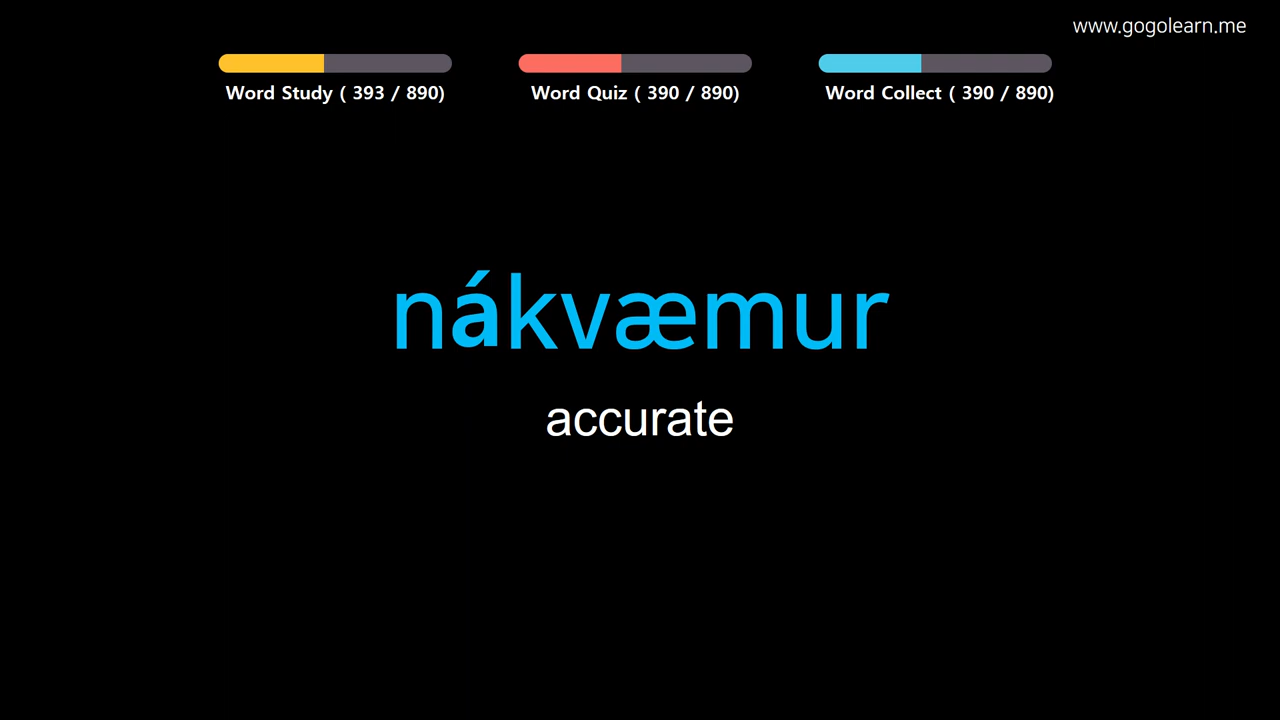 www.gogolearn.me
Word Study ( 393 / 890)
Word Quiz ( 390 / 890)
Word Collect ( 390 / 890)
nákvæmur
accurate